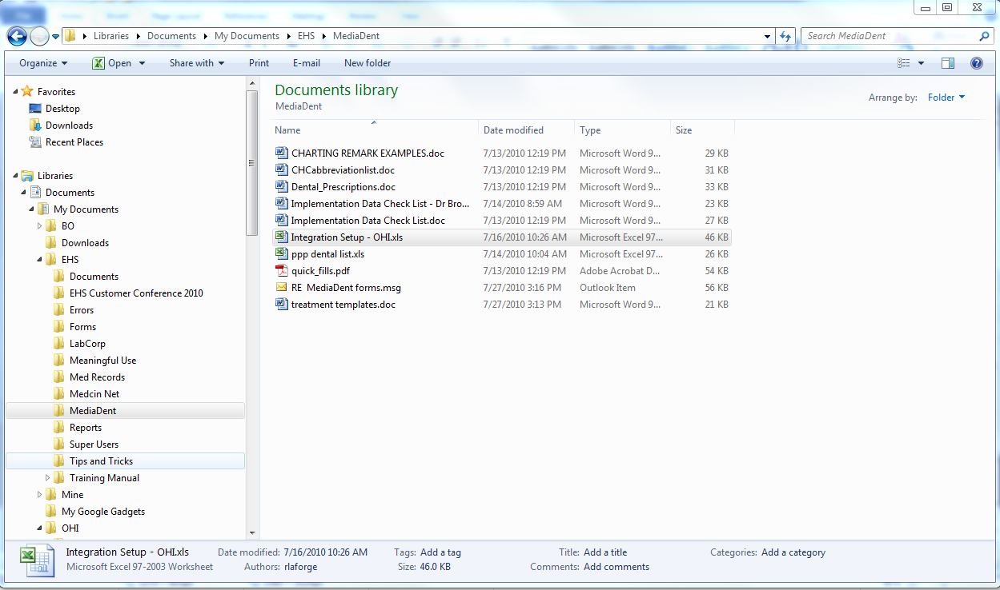 Libraries Documents My Documents EHS MediaDent Search MediaDent
Organize Open Share with Print E-mail New folder
Favorites
Desktop
Downloads
Recent Places
Libraries
Documents
My Documents
BO
Downloads
EHS
Documents
EHS Customer Conference 2010
Errors
Forms
LabCorp
Meaningful Use
Med Records
Medcin Net
MediaDent
Reports
Super Users
Tips and Tricks
Training Manual
Mine
My Google Gadgets
OHI
Documents library
MediaDent
Arrange by: Folder
Name Date modified Type Size
CHARTING REMARK EXAMPLES.doc 7/13/2010 12:19 PM Microsoft Word 9... 29 KB
CHCabbreviationlist.doc 7/13/2010 12:19 PM Microsoft Word 9... 31 KB
Dental_Prescriptions.doc 7/13/2010 12:19 PM Microsoft Word 9... 33 KB
Implementation Data Check List - Dr Bro... 7/14/2010 8:59 AM Microsoft Word 9... 23 KB
Implementation Data Check List.doc 7/13/2010 12:19 PM Microsoft Word 9... 27 KB
Integration Setup - OHI.xls 7/16/2010 10:26 AM Microsoft Excel 97... 46 KB
ppp dental list.xls 7/14/2010 10:04 AM Microsoft Excel 97... 26 KB
quick_fills.pdf 7/13/2010 12:19 PM Adobe Acrobat D... 54 KB
RE MediaDent forms.msg 7/27/2010 3:16 PM Outlook Item 56 KB
treatment templates.doc 7/27/2010 3:13 PM Microsoft Word 9... 21 KB
Integration Setup - OHI.xls Date modified: 7/16/2010 10:26 AM Tags: Add a tag Title: Add a title Categories: Add a category
Microsoft Excel 97-2003 Worksheet Authors: rlaforge Size: 46.0 KB Comments: Add comments